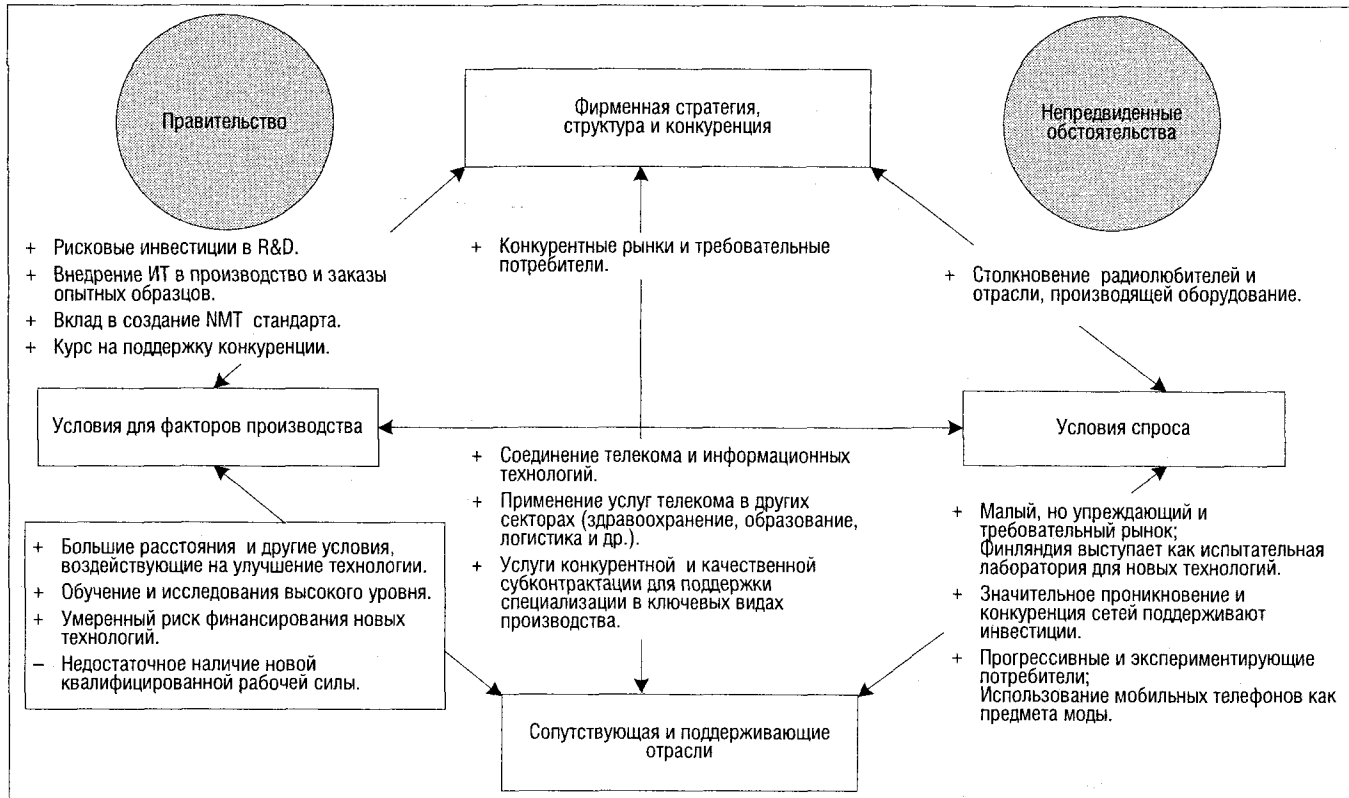 Правительство
Фирменная стратегия,
структура и конкуренция
Непредвиденные
обстоятельства
+ Рисковые инвестиции в R&D.
+ Внедрение ИТ в производство и заказы
опытных образцов.
+ Вклад в создание NMT стандарта.
+ Курс на поддержку конкуренции.
+ Конкурентные рынки и требовательные
потребители.
+ Столкновение радиолюбителей и
отрасли, производящей оборудование.
Условия для факторов производства
Условия спроса
+ Соединение телекома и информационных
технологий.
+ Применение услуг телекома в других
секторах (здравоохранение, образование,
логистика и др.).
+ Услуги конкурентной и качественной
субконтрактации для поддержки
специализации в ключевых видах
производства.
+ Большие расстояния и другие условия,
воздействующие на улучшение технологии.
+ Обучение и исследования высокого уровня.
+ Умеренный риск финансирования новых
технологий.
– Недостаточное наличие новой
квалифицированной рабочей силы.
+ Малый, но упреждающий и
требовательный рынок;
Финляндия выступает как испытательная
лаборатория для новых технологий.
+ Значительное проникновение и
конкуренция сетей поддерживают
инвестиции.
+ Прогрессивные и экспериментирующие
потребители;
Использование мобильных телефонов как
предмета моды.
Сопутствующая и поддерживающие
отрасли